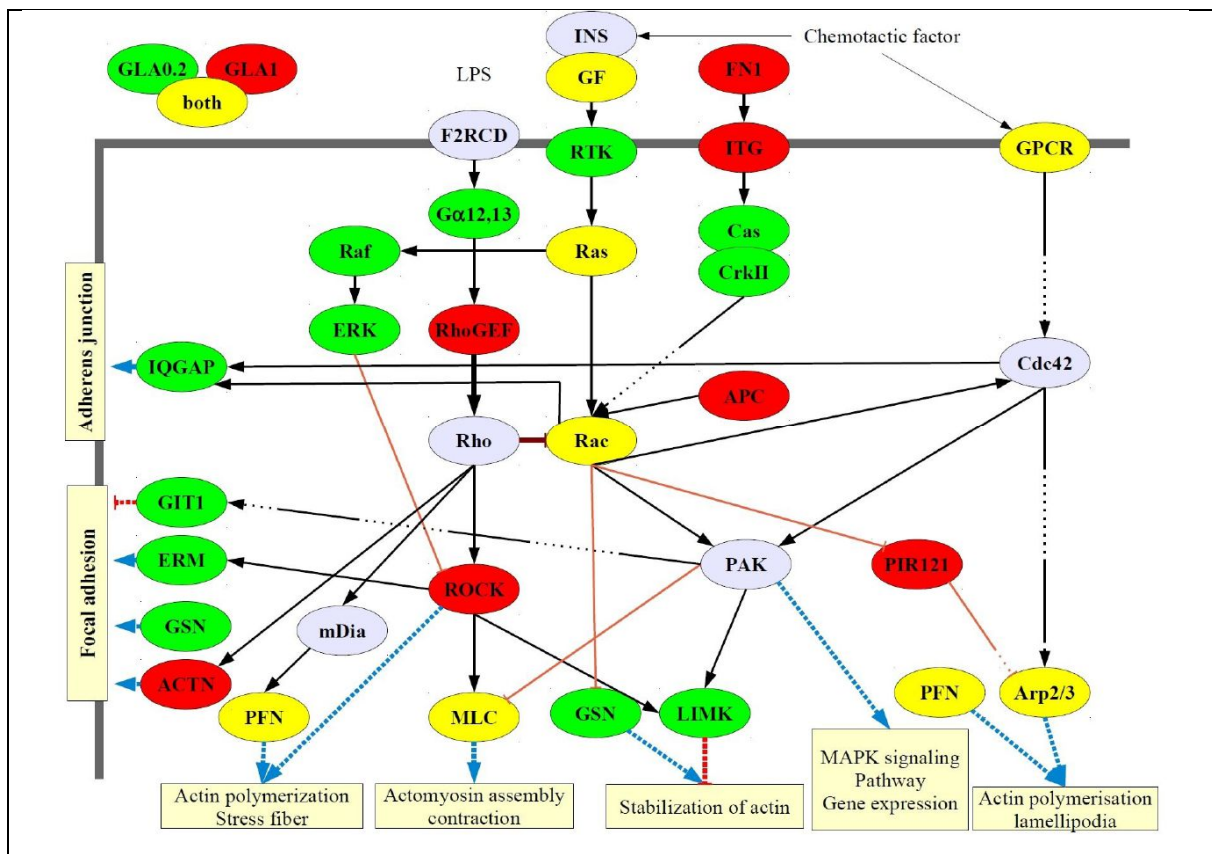 INS
Chemotactic factor
GLA0.2
GLA1
both
LPS
GF
FN1
F2RCD
RTK
ITG
GPCR
Gα12,13
Cas
Raf
Ras
CrkII
ERK
RhoGEF
IQGAP
Cdc42
APC
Adherens junction
Rho
Rac
GIT1
ERM
ROCK
PAK
PIR121
Focal adhesion
GSN
mDia
ACTN
PFN
MLC
GSN
LIMK
PFN
Arp2/3
Actin polymerization
Stress fiber
Actomyosin assembly
contraction
Stabilization of actin
MAPK signaling
Pathway
Gene expression
Actin polymerisation
lamellipodia